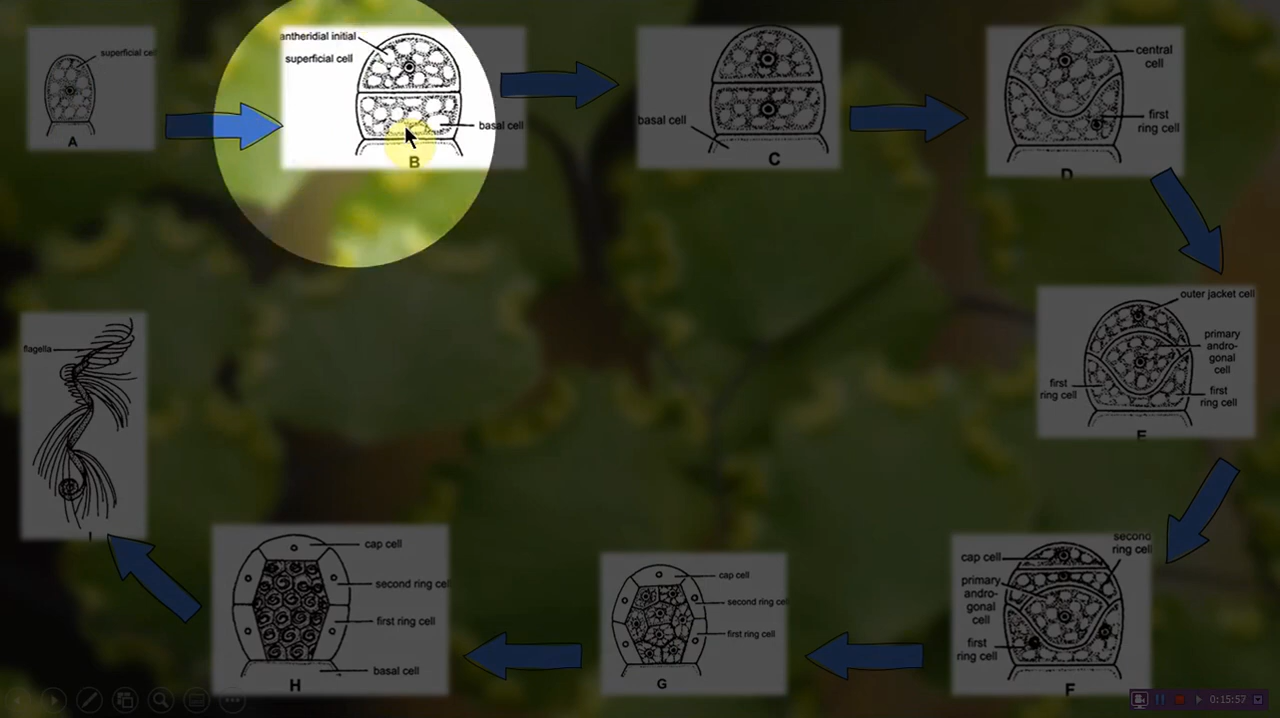 superficial cel
A
antheridial initial
superficial cell
basal cell
B
basal cell
C
central
cell
first
ring cell
D
outer jacket cell
primary
andro-
gonal
cell
first
ring cell
first
ring cell
E
second
ring cell
cap cell
primary
andro-
gonal
cell
first
ring cell
F
cap cell
second ring ce
first ring cell
G
cap cell
second ring cel
first ring cell
basal cell
H
flagella
I
0:15:57